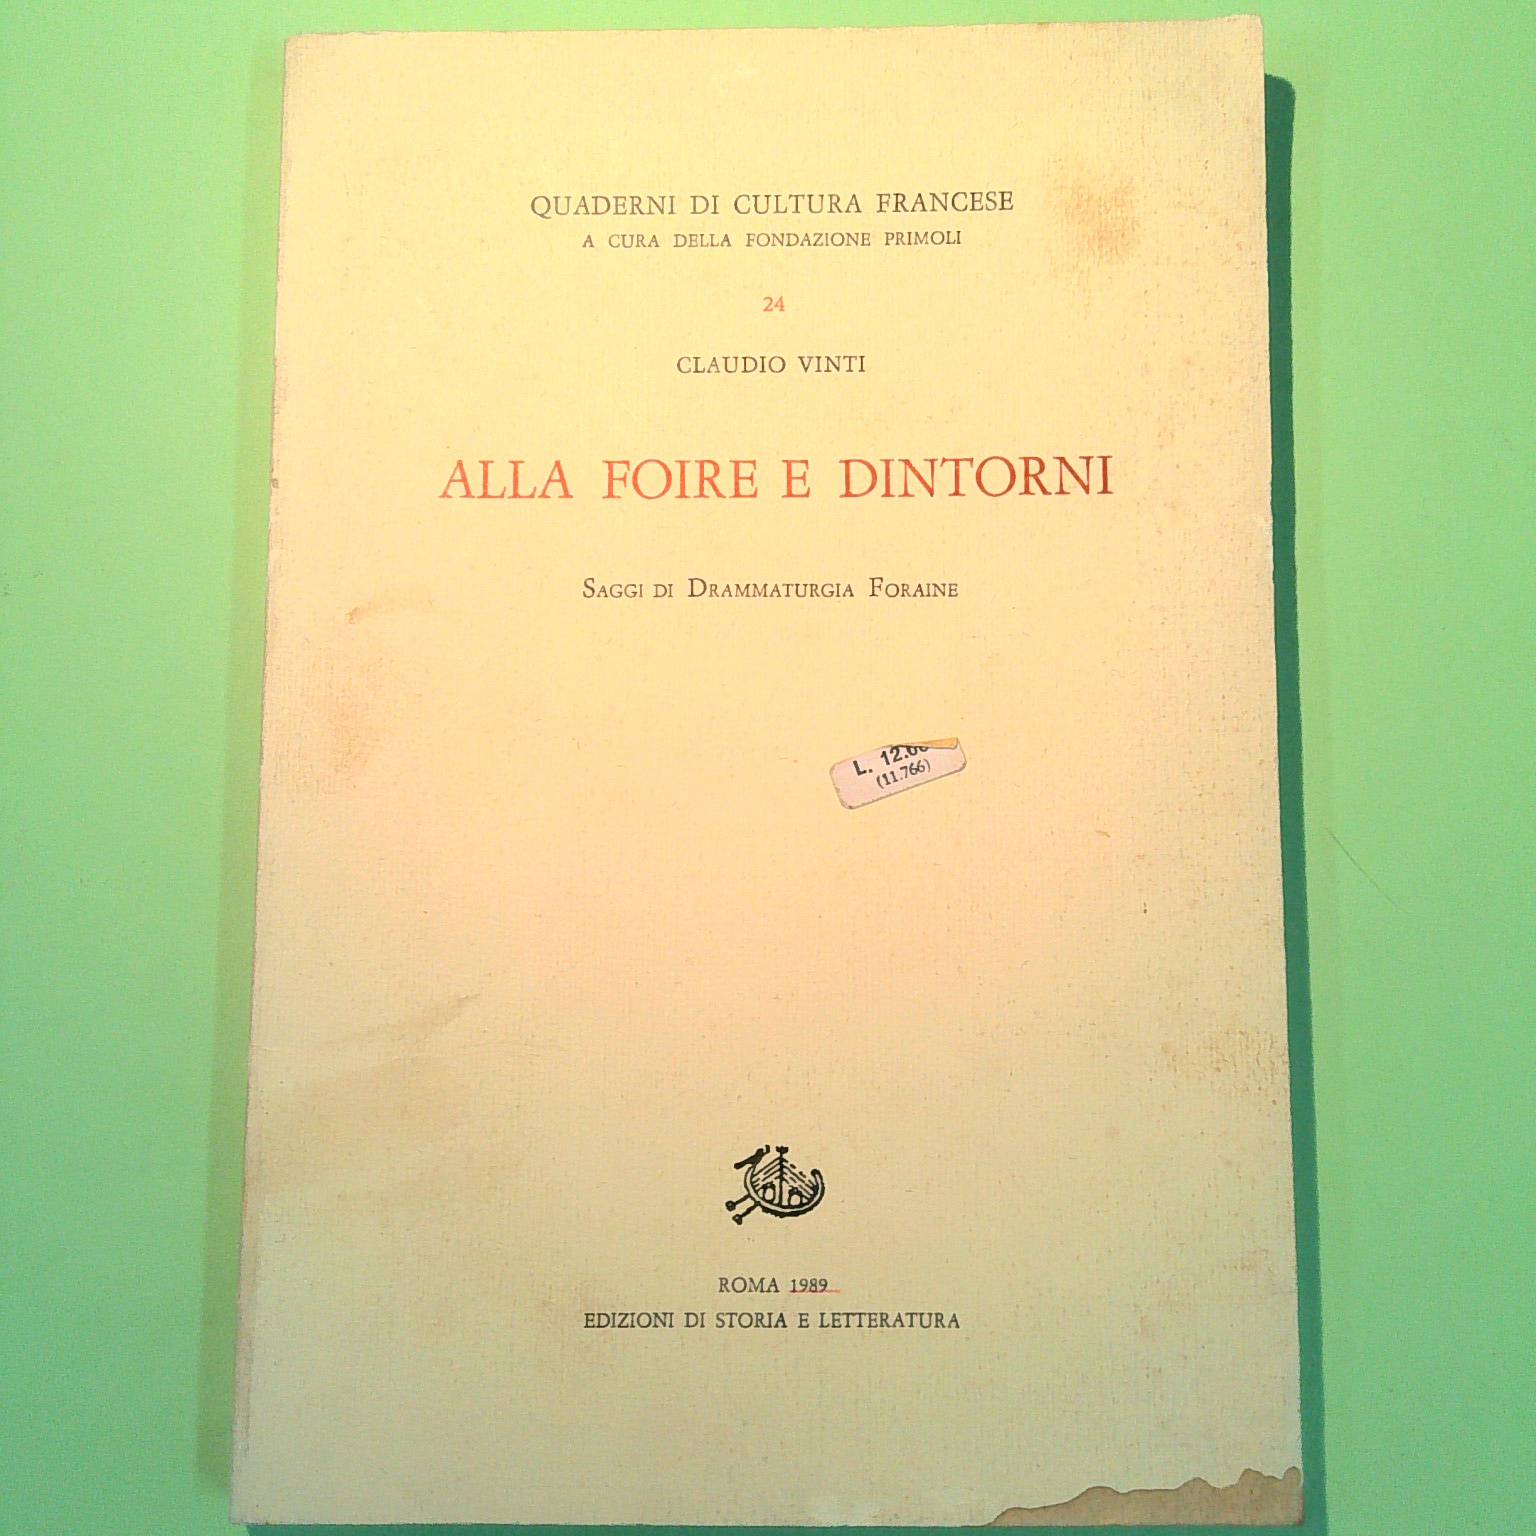 QUADERNI DI CULTURA FRANCESE
A CURA DELLA FONDAZIONE PRIMOLI
24
CLAUDIO VINTI
ALLA FOIRE E DINTORNI
SAGGI DI DRAMMATURGIA FORAINE
L.
(11.766)
ROMA 1989
EDIZIONI DI STORIA E LETTERATURA